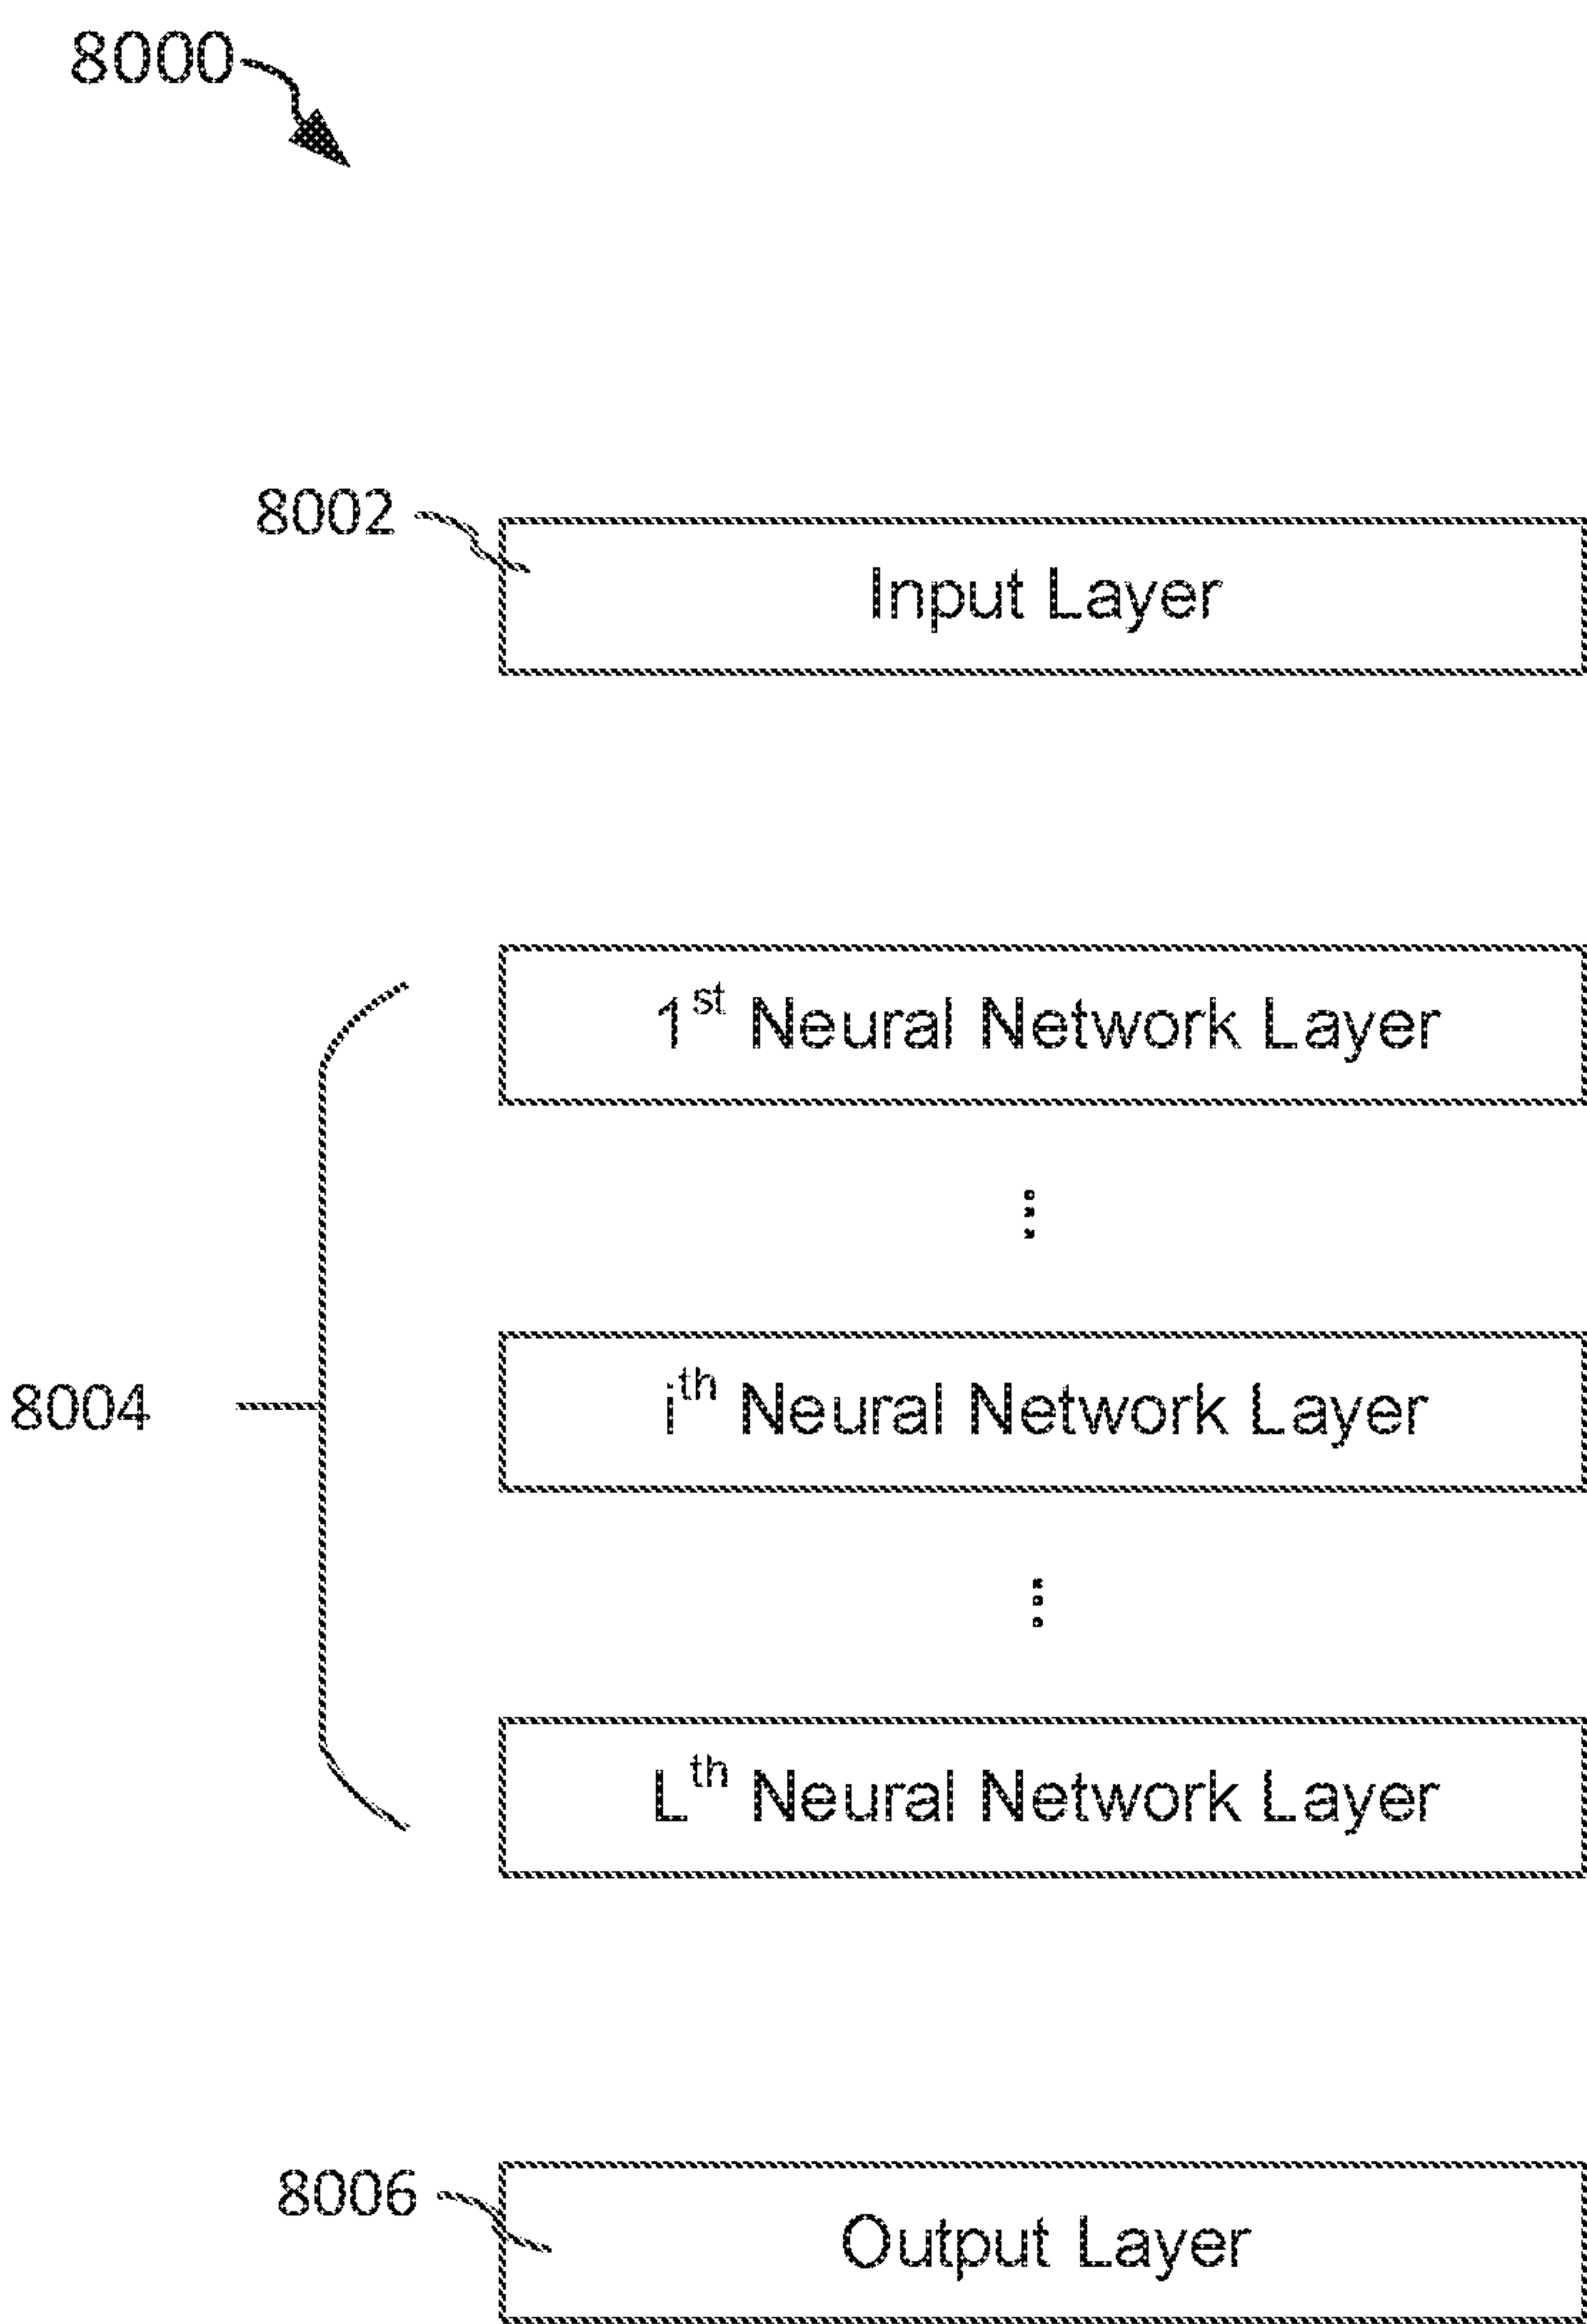 8000
8002
Input Layer
1st Neural Network Layer
⋮
8004
ith Neural Network Layer
⋮
Lth Neural Network Layer
8006
Output Layer